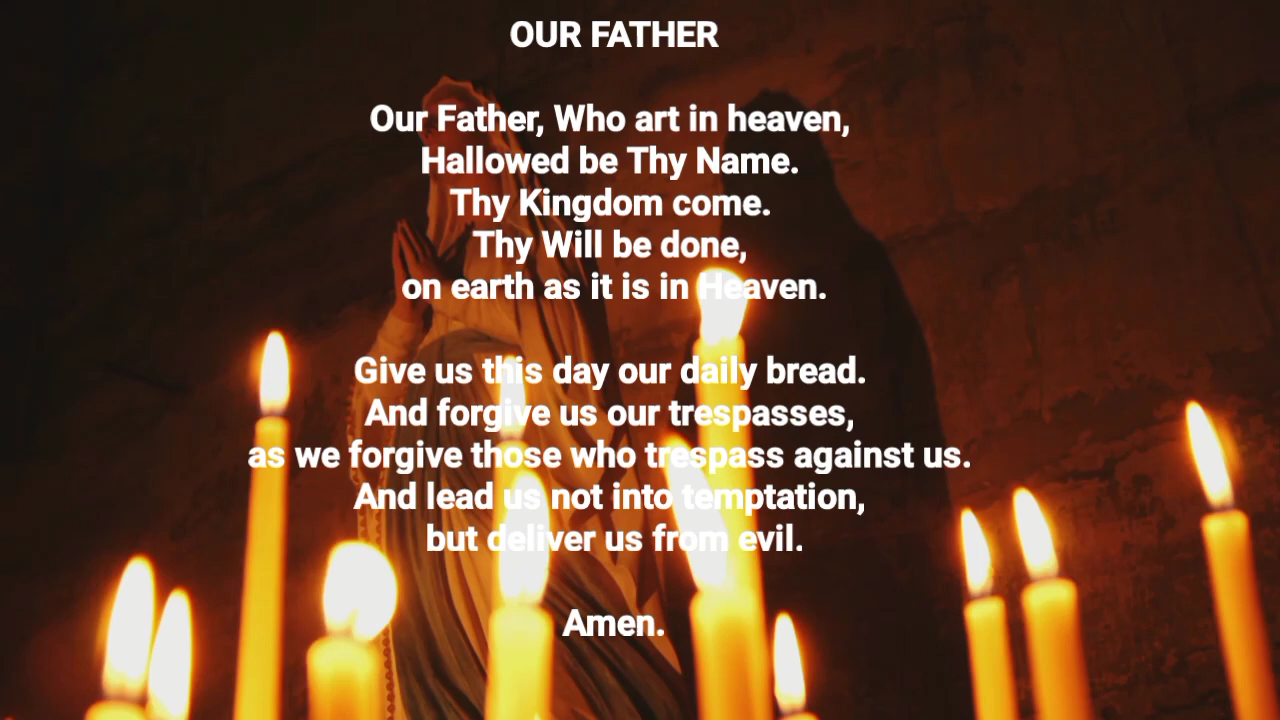 OUR FATHER
Our Father, Who art in heaven,
Hallowed be Thy Name.
Thy Kingdom come.
Thy Will be done,
on earth as it is in Heaven.
Give us this day our daily bread.
And forgive us our trespasses,
as we forgive those who trespass against us.
And lead us not into temptation,
but deliver us from evil.
Amen.